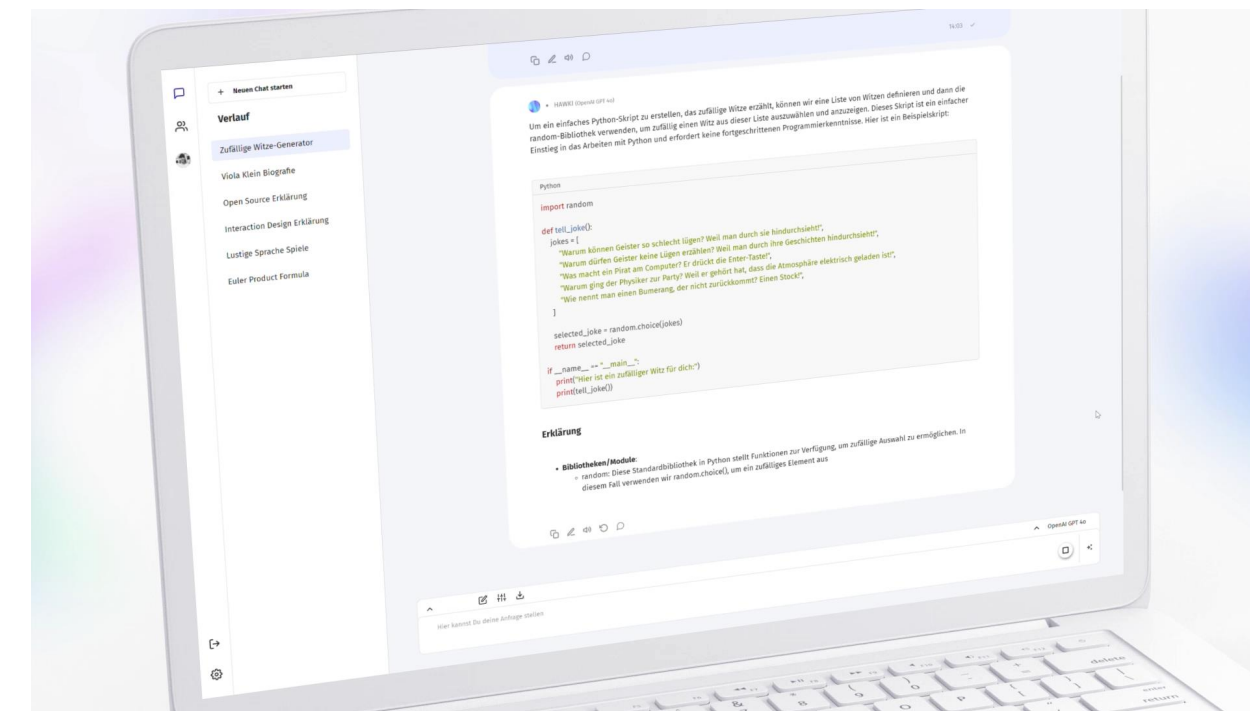 + Neuen Chat starten
Verlauf
Zufällige Witze-Generator
Viola Klein Biografie
Open Source Erklärung
Interaction Design Erklärung
Lustige Sprache Spiele
Euler Product Formula
14:03
HAWKI (OpenAI GPT 4o)
Um ein einfaches Python-Skript zu erstellen, das zufällige Witze erzählt, können wir eine Liste von Witzen definieren und dann die
random-Bibliothek verwenden, um zufällig einen Witz aus dieser Liste auszuwählen und anzuzeigen. Dieses Skript ist ein einfacher
Einstieg in das Arbeiten mit Python und erfordert keine fortgeschrittenen Programmierkenntnisse. Hier ist ein Beispielskript:
Python
import random
def tell_joke():
jokes = [
"Warum können Geister so schlecht lügen? Weil man durch sie hindurchsieht!",
"Warum dürfen Geister keine Lügen erzählen? Weil man durch ihre Geschichten hindurchsieht!",
"Was macht ein Pirat am Computer? Er drückt die Enter-Taste!",
"Warum ging der Physiker zur Party? Weil er gehört hat, dass die Atmosphäre elektrisch geladen ist!",
"Wie nennt man einen Bumerang, der nicht zurückkommt? Einen Stock!",
]
selected_joke = random.choice(jokes)
return selected_joke
if __name__ == "__main__":
print("Hier ist ein zufälliger Witz für dich:")
print(tell_joke())
Erklärung
• Bibliotheken/Module:
◦ random: Diese Standardbibliothek in Python stellt Funktionen zur Verfügung, um zufällige Auswahl zu ermöglichen. In
diesem Fall verwenden wir random.choice(), um ein zufälliges Element aus
OpenAI GPT 4o
Hier kannst Du deine Anfrage stellen
delete
enter
return